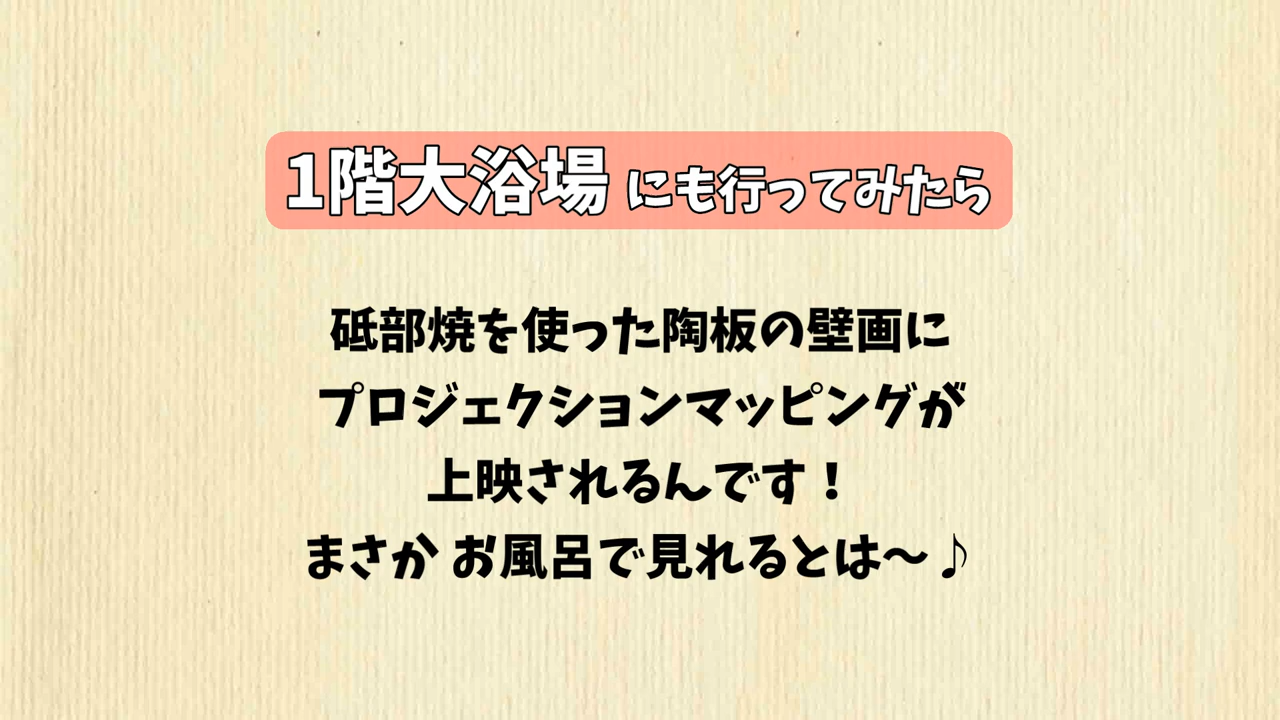 1階大浴場 にも行ってみたら
砥部焼を使った陶板の壁画に
プロジェクションマッピングが
上映されるんです！
まさか お風呂で見れるとは〜♪